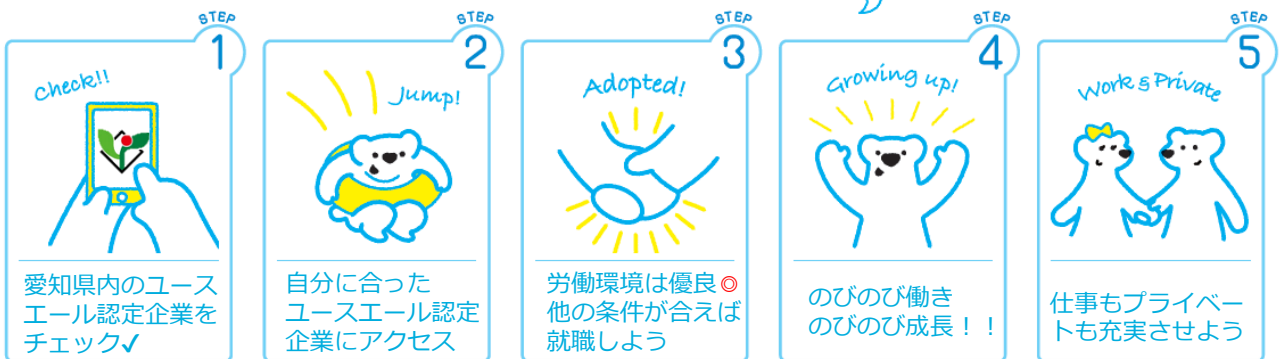 STEP
1
Check!!
愛知県内のユース
エール認定企業を
チェック✓
STEP
2
Jump!
自分に合った
ユースエール認定
企業にアクセス
STEP
3
Adopted!
労働環境は優良◎
他の条件が合えば
就職しよう
STEP
4
Growing up!
のびのび働き
のびのび成長！！
STEP
5
Work & Private
仕事もプライベー
トも充実させよう